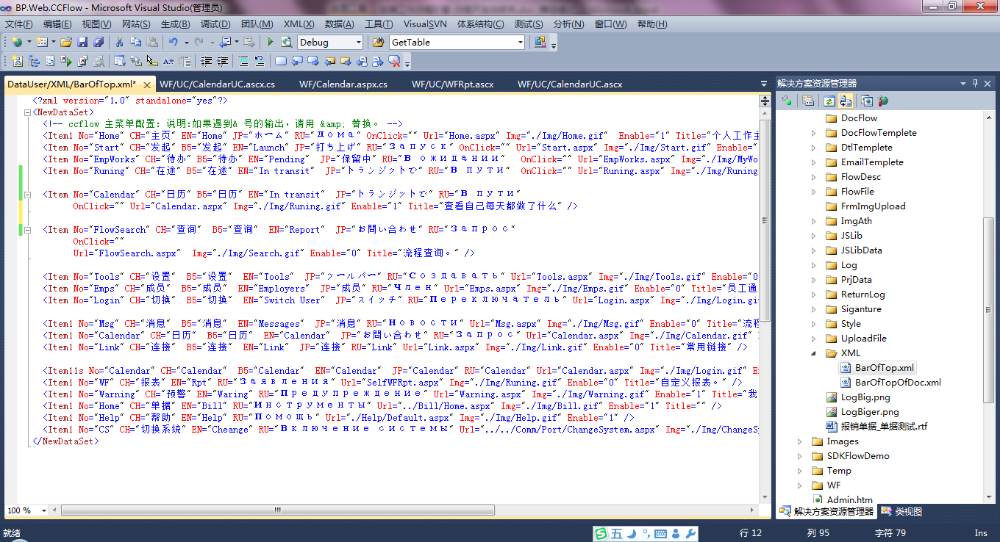 BP.Web.CCFlow - Microsoft Visual Studio(管理员)
文件(F) 编辑(E) 视图(V) 网站(S) 生成(B) 调试(D) 团队(M) XML(X) 数据(A) 工具(T) VisualSVN 体系结构(C) 测试(S) 分析(N) 窗口(W) 帮助(H)
Debug GetTable
DataUser/XML/BarOfTop.xml* WF/UC/CalendarUC.ascx.cs WF/Calendar.aspx.cs WF/UC/WFRpt.ascx WF/UC/CalendarUC.ascx
<?xml version="1.0" standalone="yes"?>
<NewDataSet>
<!-- ccflow 主菜单配置: 说明:如果遇到& 号的输出，请用 &amp; 替换。 -->
<Item1 No="Home" CH="主页" EN="Home" JP="ホーム" RU="Дома" OnClick="" Url="Home.aspx" Img="./Img/Home.gif" Enable="1" Title="个人工作主
<Item1 No="Start" CH="发起" B5="发起" EN="Launch" JP="打ち上げ" RU="Запуск" OnClick="" Url="Start.aspx" Img="./Img/Start.gif" Enable="
<Item1 No="EmpWorks" CH="待办" B5="待办" EN="Pending" JP="保留中" RU="В ожидании" OnClick="" Url="EmpWorks.aspx" Img="./Img/MyWo
<Item1 No="Runing" CH="在途" B5="在途" EN="In transit" JP="トランジットで" RU="В пути" OnClick="" Url="Runing.aspx" Img="./Img/Runing
<Item No="Calendar" CH="日历" B5="日历" EN="In transit" JP="トランジットで" RU="В пути"
OnClick="" Url="Calendar.aspx" Img="./Img/Runing.gif" Enable="1" Title="查看自己每天都做了什么" />
<Item No="FlowSearch" CH="查询" B5="查询" EN="Report" JP="お問い合わせ" RU="Запрос"
OnClick=""
Url="FlowSearch.aspx" Img="./Img/Search.gif" Enable="0" Title="流程查询。" />
<Item No="Tools" CH="设置" B5="设置" EN="Tools" JP="ツールバー" RU="Создавать" Url="Tools.aspx" Img="./Img/Tools.gif" Enable="0
<Item No="Emps" CH="成员" B5="成员" EN="Employers" JP="成员" RU="Член" Url="Emps.aspx" Img="./Img/Emps.gif" Enable="0" Title="员工通
<Item No="Login" CH="切换" B5="切换" EN="Switch User" JP="スイッチ" RU="Переключатель" Url="Login.aspx" Img="./Img/Login.gi
<Item1 No="Msg" CH="消息" B5="消息" EN="Messages" JP="消息" RU="Новости" Url="Msg.aspx" Img="./Img/Msg.gif" Enable="0" Title="流程
<Item1 No="Calendar" CH="日历" B5="日历" EN="Calendar" JP="お問い合わせ" RU="Запрос" Url="Calendar.aspx" Img="./Img/Calendar.gif"
<Item1 No="Link" CH="连接" B5="连接" EN="Link" JP="连接" RU="Link" Url="Link.aspx" Img="./Img/Link.gif" Enable="0" Title="常用链接" />
<Item11s No="Calendar" CH="Calendar" B5="Calendar" EN="Calendar" JP="Calendar" RU="Calendar" Url="Calendar.aspx" Img="./Img/Login.gif" En
<Item1 No="WF" CH="报表" EN="Rpt" RU="Заявления" Url="SelfWFRpt.aspx" Img="./Img/Runing.gif" Enable="0" Title="自定义报表。" />
<Item1 No="Warning" CH="预警" EN="Waring" RU="Предупреждение" Url="Warning.aspx" Img="./Img/Warning.gif" Enable="1" Title="我
<Item1 No="Home" CH="单据" EN="Bill" RU="Инструменты" Url="../Bill/Home.aspx" Img="./Img/Bill.gif" Enable="1" Title="" />
<Item1 No="Help" CH="帮助" EN="Help" RU="Помощь" Url="./Help/Default.aspx" Img="./Img/Help.gif" Enable="1" />
<Item1 No="CS" CH="切换系统" EN="Cheange" RU="Включение системы" Url="../../Comm/Port/ChangeSystem.aspx" Img="./Img/ChangeSy
</NewDataSet>
100 %
解决方案资源管理器
DocFlow
DocFlowTemplete
DtlTemplete
EmailTemplete
FlowDesc
FlowFile
FrmImgUpload
ImgAth
JSLib
JSLibData
Log
PrjData
ReturnLog
Siganture
Style
UploadFile
XML
BarOfTop.xml
BarOfTopOfDoc.xml
LogBig.png
LogBiger.png
报销单据_单据测试.rtf
Images
SDKFlowDemo
Temp
WF
Admin.htm
解决方案资源管理器 类视图
就绪 五 行 12 列 95 字符 79 Ins